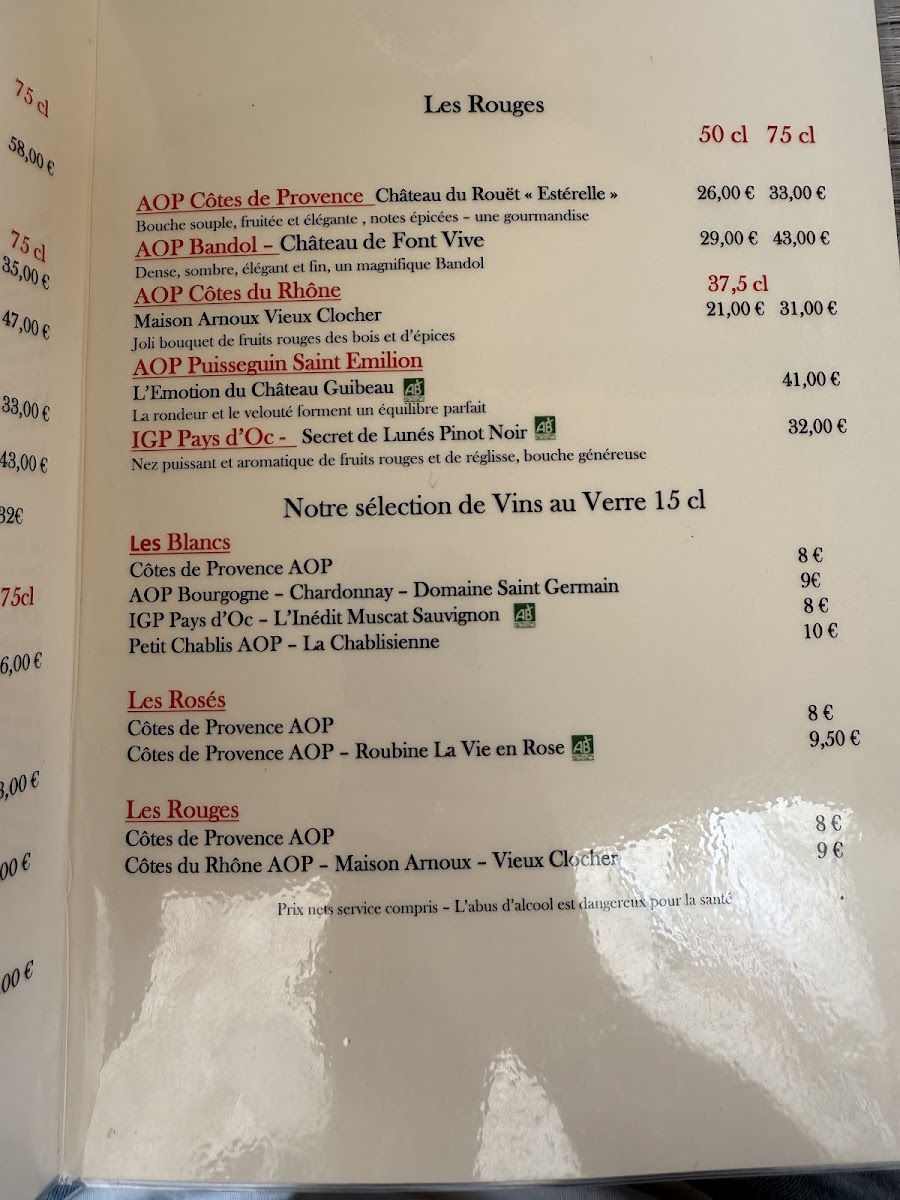 75 cl
58,00 €
75 cl
35,00 €
47,00 €
33,00 €
43,00 €
32€
75cl
6,00 €
3,00 €
00 €
00 €
Les Rouges
50 cl 75 cl
AOP Côtes de Provence Château du Rouët « Estérelle » 26,00 € 33,00 €
Bouche souple, fruitée et élégante , notes épicées – une gourmandise
AOP Bandol – Château de Font Vive 29,00 € 43,00 €
Dense, sombre, élégant et fin, un magnifique Bandol
AOP Côtes du Rhône 37,5 cl
Maison Arnoux Vieux Clocher 21,00 € 31,00 €
Joli bouquet de fruits rouges des bois et d'épices
AOP Puisseguin Saint Emilion
L'Emotion du Château Guibeau AB 41,00 €
La rondeur et le velouté forment un équilibre parfait
IGP Pays d'Oc - Secret de Lunés Pinot Noir AB 32,00 €
Nez puissant et aromatique de fruits rouges et de réglisse, bouche généreuse
Notre sélection de Vins au Verre 15 cl
Les Blancs
Côtes de Provence AOP 8 €
AOP Bourgogne – Chardonnay – Domaine Saint Germain 9€
IGP Pays d'Oc – L'Inédit Muscat Sauvignon AB 8 €
Petit Chablis AOP – La Chablisienne 10 €
Les Rosés
Côtes de Provence AOP 8 €
Côtes de Provence AOP – Roubine La Vie en Rose AB 9,50 €
Les Rouges
Côtes de Provence AOP 8 €
Côtes du Rhône AOP – Maison Arnoux – Vieux Clocher 9 €
Prix nets service compris – L'abus d'alcool est dangereux pour la santé